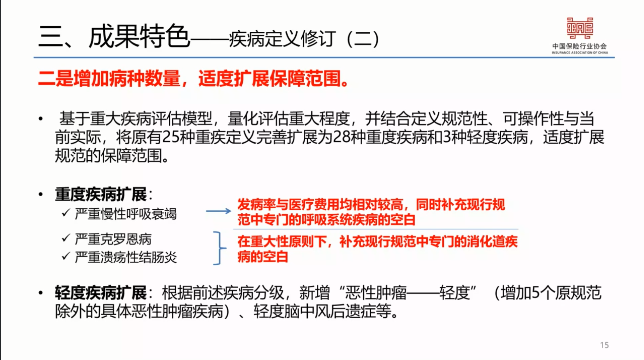 三、成果特色——疾病定义修订（二）
中国保险行业协会
INSURANCE ASSOCIATION OF CHINA
二是增加病种数量，适度扩展保障范围。
• 基于重大疾病评估模型，量化评估重大程度，并结合定义规范性、可操作性与当
前实际，将原有25种重疾定义完善扩展为28种重度疾病和3种轻度疾病，适度扩展
规范的保障范围。
• 重度疾病扩展：
✓ 严重慢性呼吸衰竭
发病率与医疗费用均相对较高，同时补充现行规
范中专门的呼吸系统疾病的空白
✓ 严重克罗恩病
✓ 严重溃疡性结肠炎
在重大性原则下，补充现行规范中专门的消化道疾
病的空白
• 轻度疾病扩展：根据前述疾病分级，新增“恶性肿瘤——轻度”（增加5个原规范
除外的具体恶性肿瘤疾病）、轻度脑中风后遗症等。
15